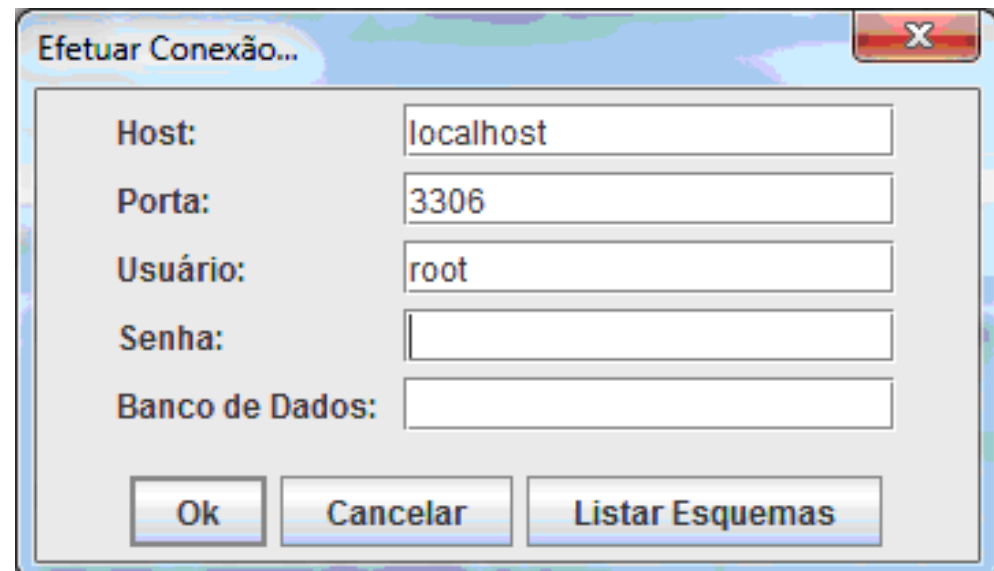 Efetuar Conexão...
Host: localhost
Porta: 3306
Usuário: root
Senha:
Banco de Dados:
Ok Cancelar Listar Esquemas